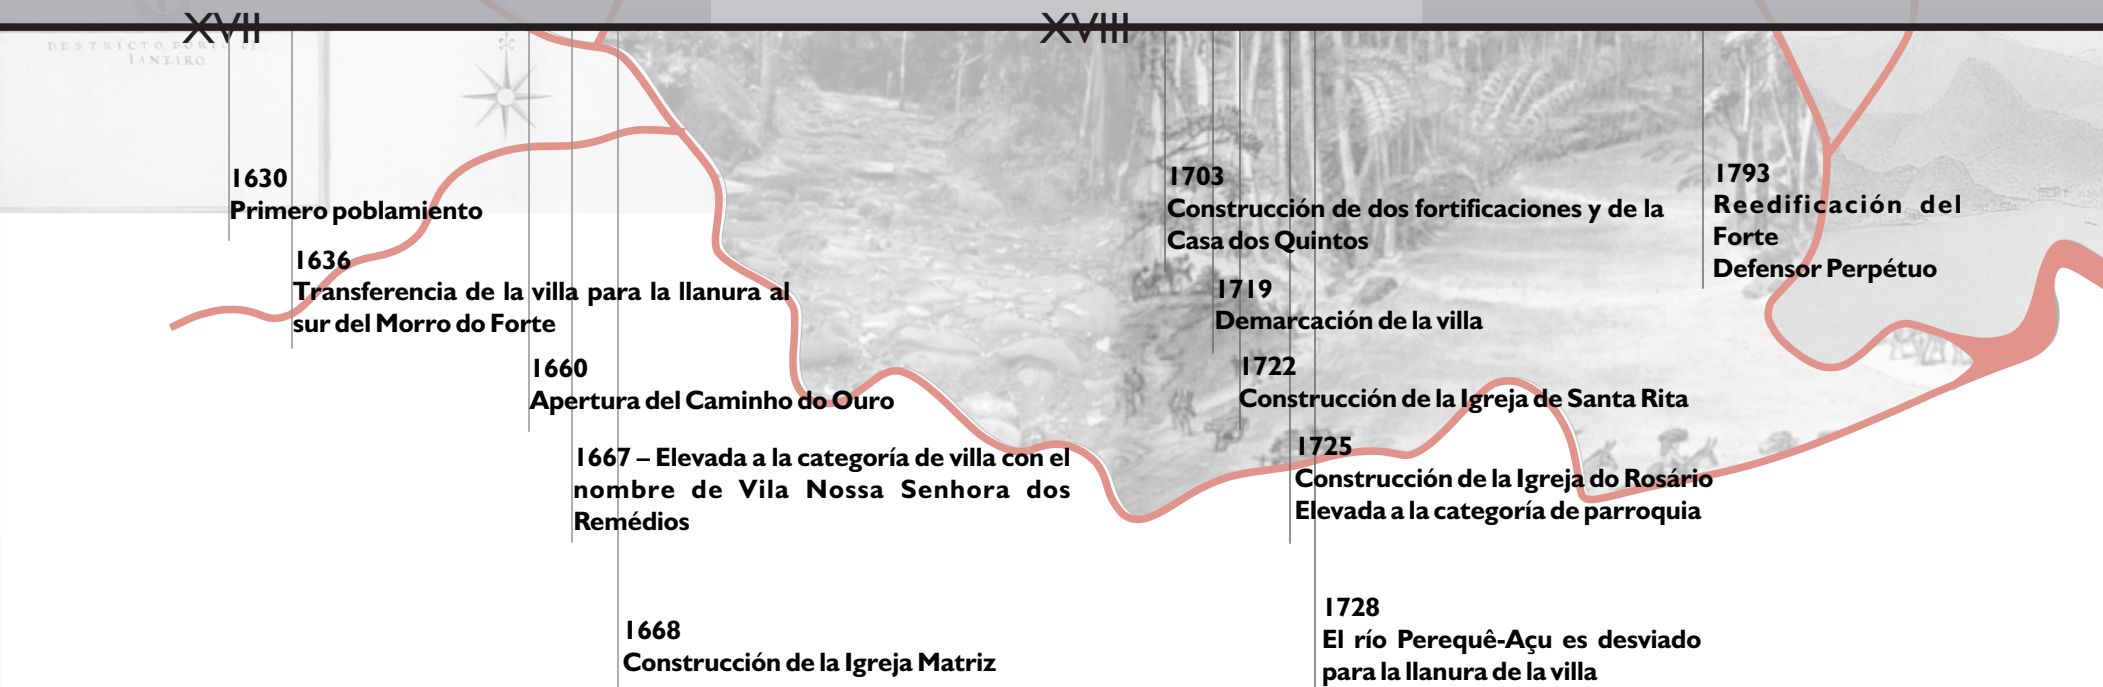 XVII
XVIII
DESTRICTO DO RIO DE
IANEIRO
1630
Primero poblamiento
1636
Transferencia de la villa para la llanura al
sur del Morro do Forte
1660
Apertura del Caminho do Ouro
1667 – Elevada a la categoría de villa con el
nombre de Vila Nossa Senhora dos
Remédios
1668
Construcción de la Igreja Matriz
1703
Construcción de dos fortificaciones y de la
Casa dos Quintos
1719
Demarcación de la villa
1722
Construcción de la Igreja de Santa Rita
1725
Construcción de la Igreja do Rosário
Elevada a la categoría de parroquia
1728
El río Perequê-Açu es desviado
para la llanura de la villa
1793
Reedificación del
Forte
Defensor Perpétuo